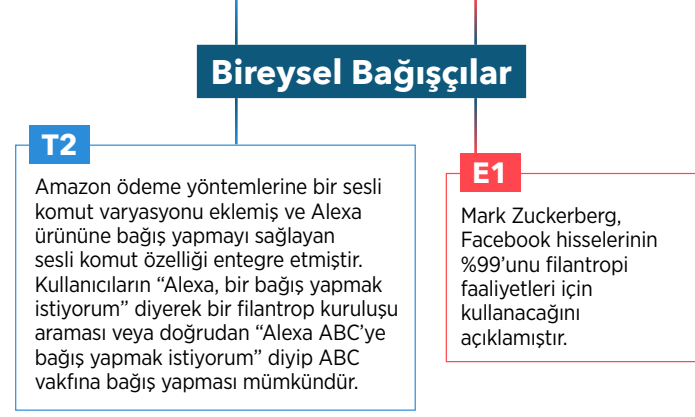 Bireysel Bağışçılar
T2
Amazon ödeme yöntemlerine bir sesli
komut varyasyonu eklemiş ve Alexa
ürününe bağış yapmayı sağlayan
sesli komut özelliği entegre etmiştir.
Kullanıcıların “Alexa, bir bağış yapmak
istiyorum” diyerek bir filantrop kuruluşu
araması veya doğrudan “Alexa ABC’ye
bağış yapmak istiyorum” diyip ABC
vakfına bağış yapması mümkündür.
E1
Mark Zuckerberg,
Facebook hisselerinin
%99’unu filantropi
faaliyetleri için
kullanacağını
açıklamıştır.